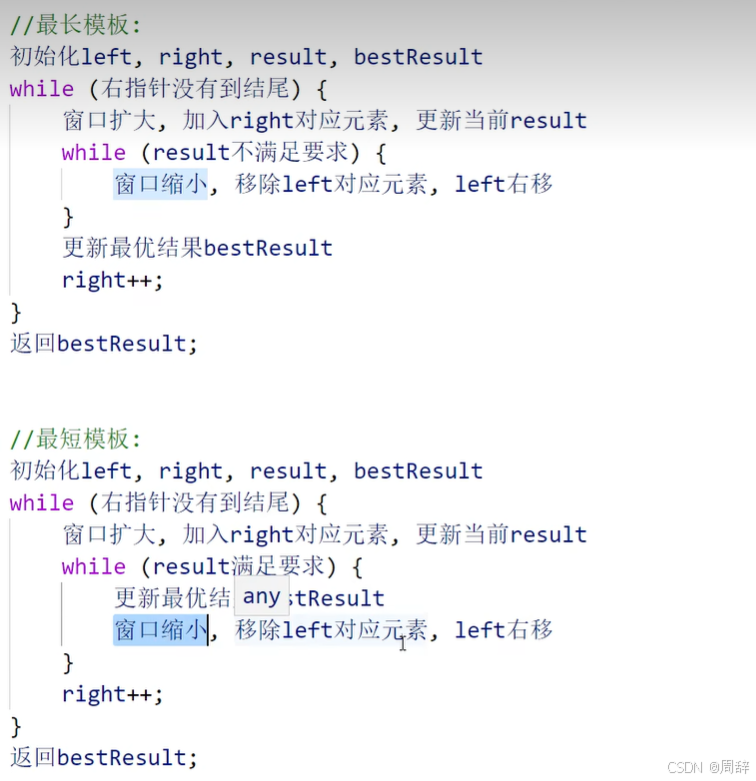 //最长模板:
初始化left, right, result, bestResult
while (右指针没有到结尾) {
窗口扩大, 加入right对应元素, 更新当前result
while (result不满足要求) {
窗口缩小, 移除left对应元素, left右移
}
更新最优结果bestResult
right++;
}
返回bestResult;
//最短模板:
初始化left, right, result, bestResult
while (右指针没有到结尾) {
窗口扩大, 加入right对应元素, 更新当前result
while (result满足要求) {
更新最优结 any stResult
窗口缩小, 移除left对应元素, left右移
}
right++;
}
返回bestResult;
CSDN @周辞